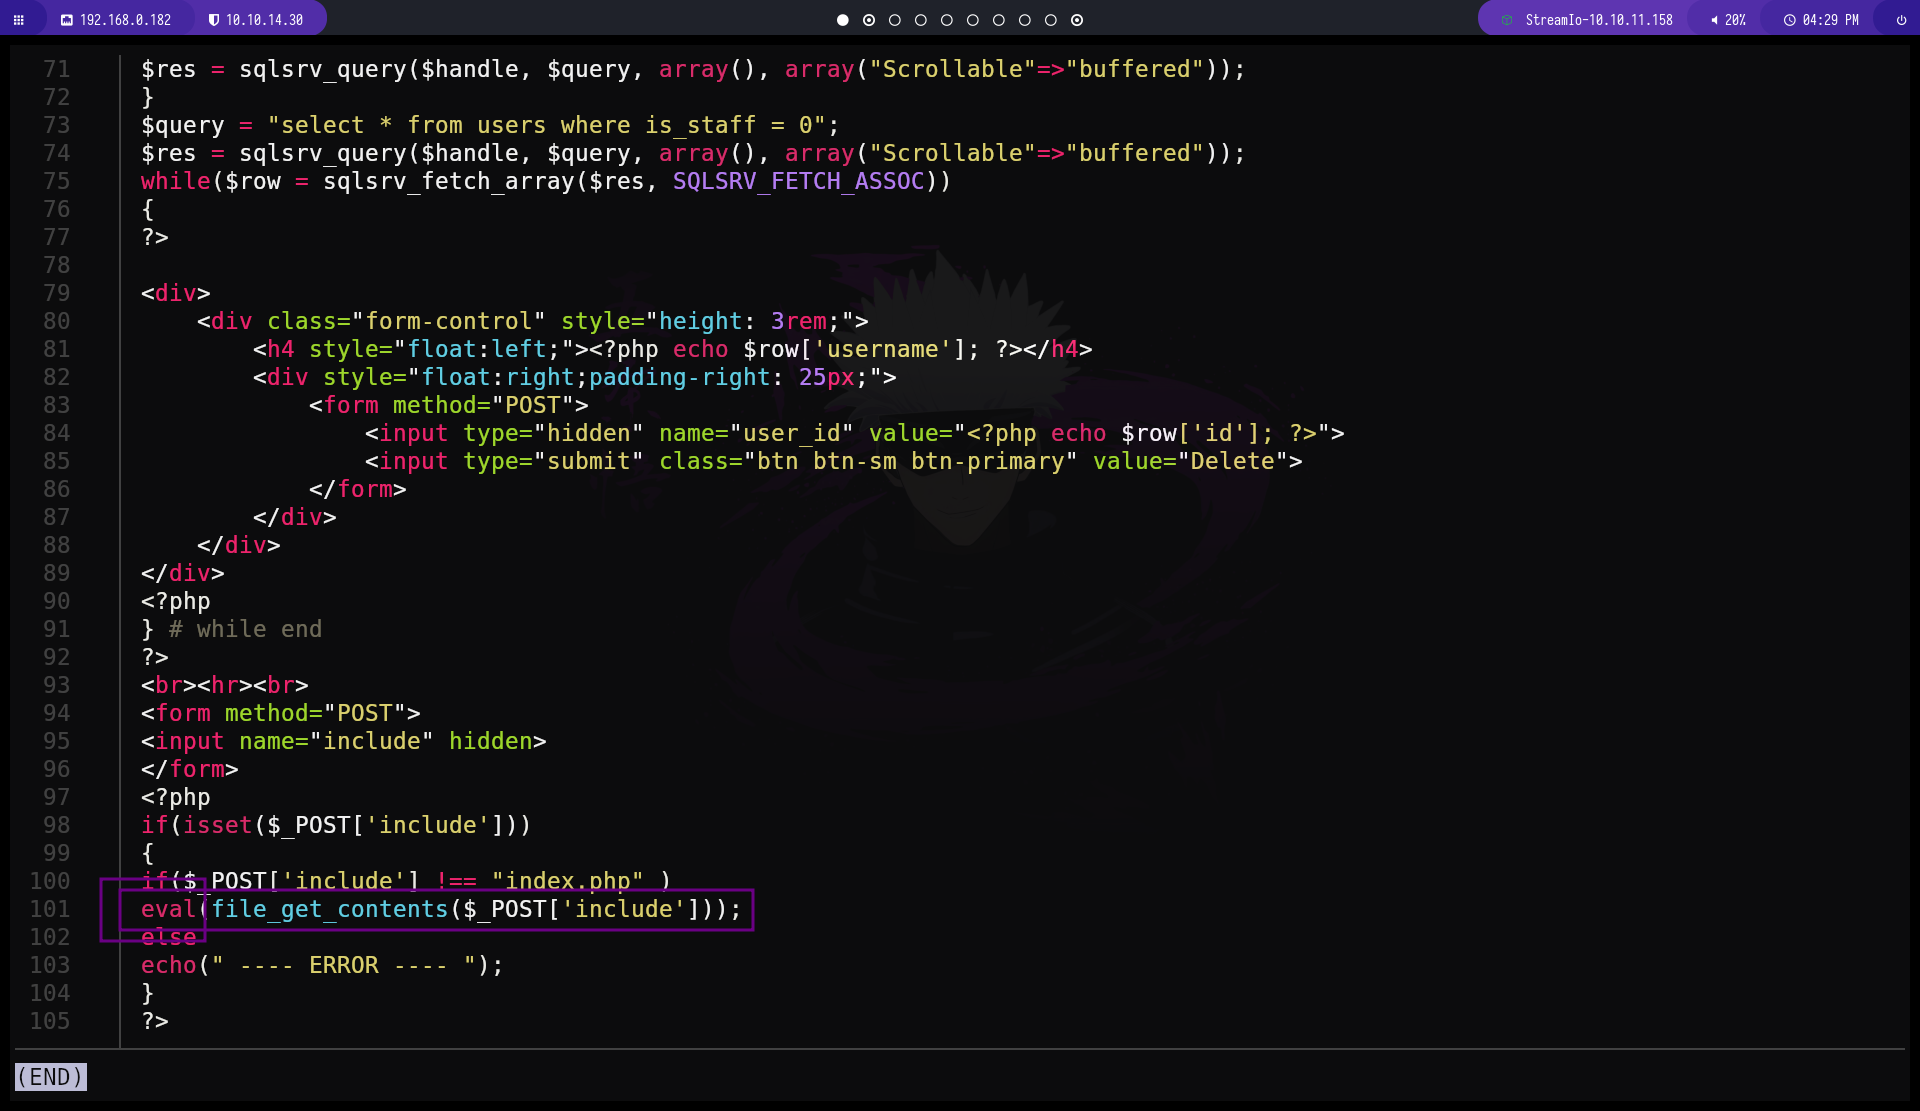 192.168.0.182 10.10.14.30 StreamIo-10.10.11.158 20% 04:29 PM
71 $res = sqlsrv_query($handle, $query, array(), array("Scrollable"=>"buffered"));
72 }
73 $query = "select * from users where is_staff = 0";
74 $res = sqlsrv_query($handle, $query, array(), array("Scrollable"=>"buffered"));
75 while($row = sqlsrv_fetch_array($res, SQLSRV_FETCH_ASSOC))
76 {
77 ?>
78
79 <div>
80     <div class="form-control" style="height: 3rem;">
81         <h4 style="float:left;"><?php echo $row['username']; ?></h4>
82         <div style="float:right;padding-right: 25px;">
83             <form method="POST">
84                 <input type="hidden" name="user_id" value="<?php echo $row['id']; ?>">
85                 <input type="submit" class="btn btn-sm btn-primary" value="Delete">
86             </form>
87         </div>
88     </div>
89 </div>
90 <?php
91 } # while end
92 ?>
93 <br><hr><br>
94 <form method="POST">
95 <input name="include" hidden>
96 </form>
97 <?php
98 if(isset($_POST['include']))
99 {
100 if($_POST['include'] !== "index.php" )
101 eval(file_get_contents($_POST['include']));
102 else
103 echo(" ---- ERROR ---- ");
104 }
105 ?>
(END)